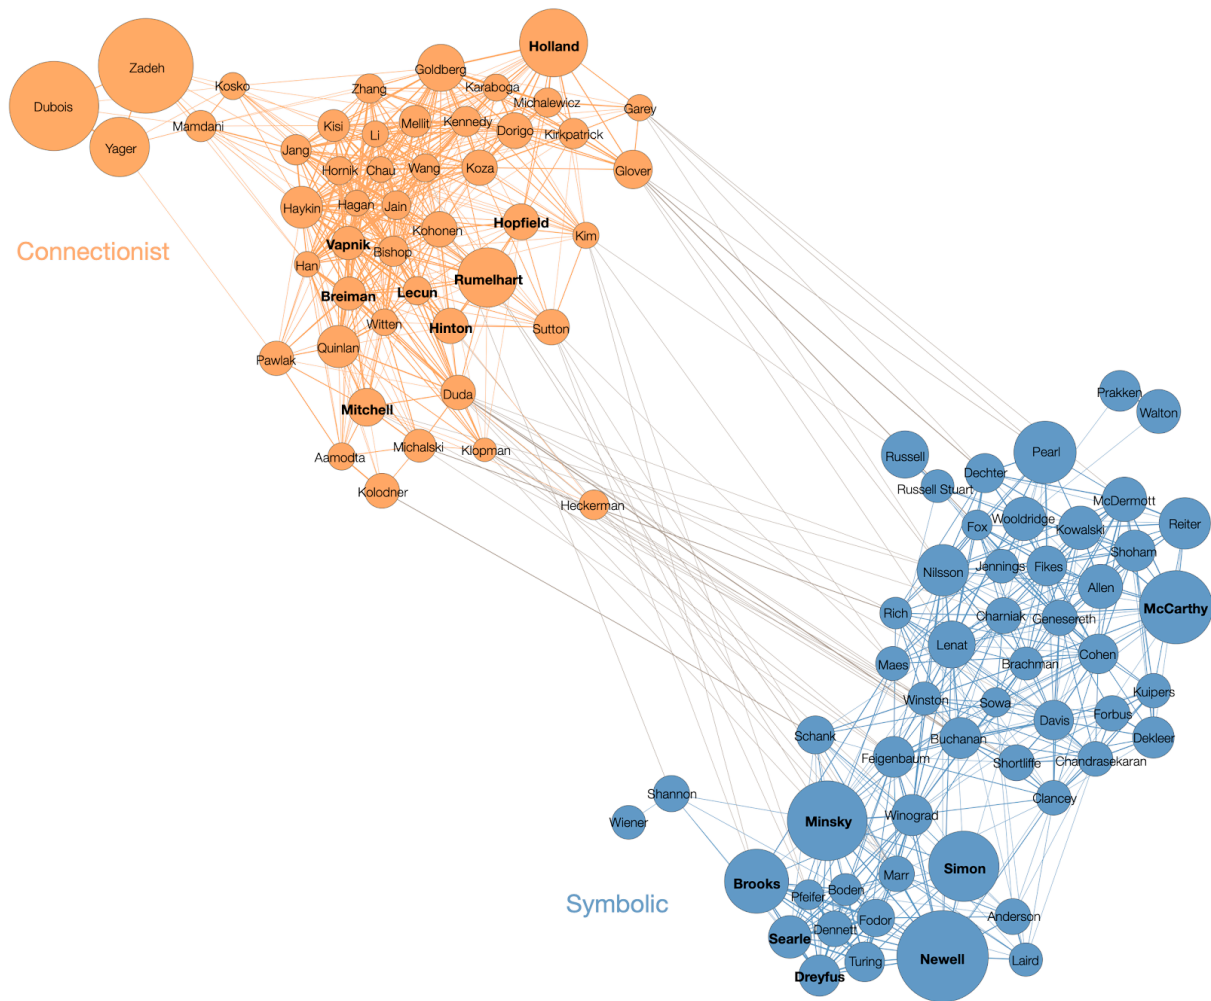 Holland
Zadeh
Goldberg
Kosko
Zhang
Karaboga
Dubois
Michalewicz
Garey
Mamdani
Kisi
Li
Mellit
Kennedy
Dorigo
Kirkpatrick
Yager
Jang
Hornik
Chau
Wang
Koza
Glover
Haykin
Hagan
Jain
Hopfield
Kohonen
Kim
Connectionist
Vapnik
Bishop
Han
Rumelhart
Breiman
Lecun
Witten
Hinton
Sutton
Quinlan
Pawlak
Duda
Mitchell
Prakken
Walton
Michalski
Klopman
Aamodta
Pearl
Russell
Dechter
Kolodner
Russell Stuart
McDermott
Heckerman
Wooldridge
Fox
Kowalski
Reiter
Shoham
Nilsson
Jennings
Fikes
Allen
McCarthy
Rich
Charniak
Genesereth
Lenat
Cohen
Maes
Brachman
Kuipers
Winston
Sowa
Forbus
Davis
Schank
Buchanan
Dekleer
Feigenbaum
Shortliffe
Chandrasekaran
Shannon
Clancey
Wiener
Minsky
Winograd
Simon
Marr
Brooks
Pfeifer
Boden
Symbolic
Fodor
Anderson
Dennett
Searle
Newell
Turing
Laird
Dreyfus